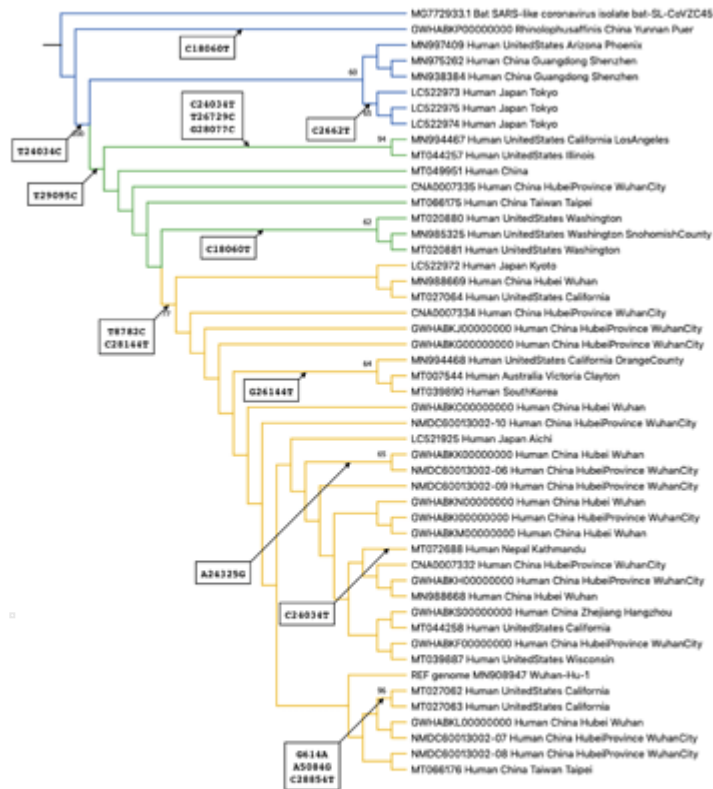 MG772933.1 Bat SARS-like coronavirus isolate bat-SL-CoVZC45
GWHABKP00000000 Rhinolophusaffinis China Yunnan Puer
C18060T
MN997409 Human UnitedStates Arizona Phoenix
60
MN975262 Human China Guangdong Shenzhen
MN938384 Human China Guangdong Shenzhen
LC522973 Human Japan Tokyo
C24034T
T26729C
G28077C
LC522975 Human Japan Tokyo
LC522974 Human Japan Tokyo
C2662T
100
T24034C
94
MN994467 Human UnitedStates California LosAngeles
MT044257 Human UnitedStates Illinois
MT049951 Human China
T29095C
CNA0007335 Human China HubeiProvince WuhanCity
MT066175 Human China Taiwan Taipei
62
MT020880 Human UnitedStates Washington
MN985325 Human UnitedStates Washington SnohomishCounty
C18060T
MT020881 Human UnitedStates Washington
LC522972 Human Japan Kyoto
MN988669 Human China Hubei Wuhan
MT027064 Human UnitedStates California
77
CNA0007334 Human China HubeiProvince WuhanCity
T8782C
C28144T
GWHABKJ00000000 Human China HubeiProvince WuhanCity
GWHABKG00000000 Human China HubeiProvince WuhanCity
64
MN994468 Human UnitedStates California OrangeCounty
MT007544 Human Australia Victoria Clayton
G26144T
MT039890 Human SouthKorea
GWHABKO00000000 Human China Hubei Wuhan
NMDC60013002-10 Human China HubeiProvince WuhanCity
LC521925 Human Japan Aichi
65
GWHABKK00000000 Human China Hubei Wuhan
NMDC60013002-06 Human China HubeiProvince WuhanCity
NMDC60013002-09 Human China HubeiProvince WuhanCity
GWHABKN00000000 Human China Hubei Wuhan
GWHABKI00000000 Human China HubeiProvince WuhanCity
GWHABKM00000000 Human China Hubei Wuhan
MT072688 Human Nepal Kathmandu
CNA0007332 Human China HubeiProvince WuhanCity
A24325G
GWHABKH00000000 Human China HubeiProvince WuhanCity
MN988668 Human China Hubei Wuhan
C24034T
GWHABKS00000000 Human China Zhejiang Hangzhou
MT044258 Human UnitedStates California
GWHABKF00000000 Human China HubeiProvince WuhanCity
MT039887 Human UnitedStates Wisconsin
REF genome MN908947 Wuhan-Hu-1
96
MT027062 Human UnitedStates California
MT027063 Human UnitedStates California
GWHABKL00000000 Human China Hubei Wuhan
NMDC60013002-07 Human China HubeiProvince WuhanCity
G614A
A5084G
C28854T
NMDC60013002-08 Human China HubeiProvince WuhanCity
MT066176 Human China Taiwan Taipei